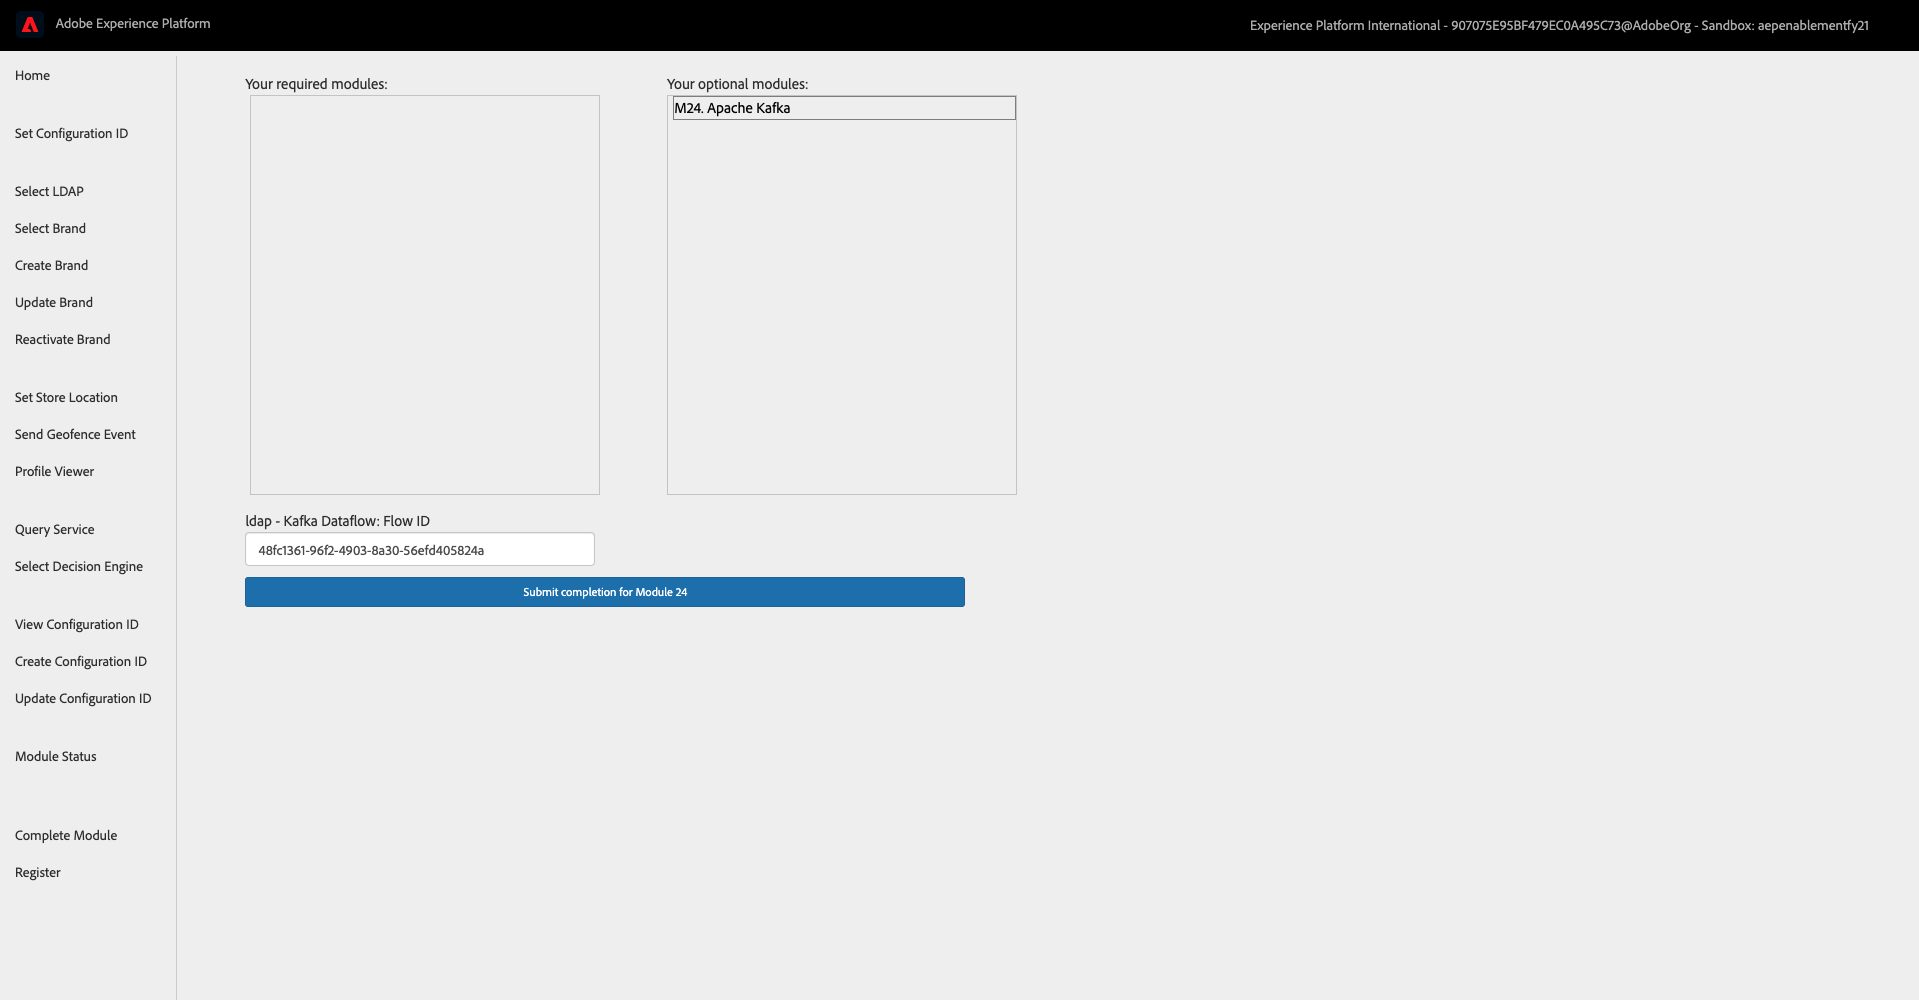 Adobe Experience Platform
Experience Platform International - 907075E95BF479EC0A495C73@AdobeOrg - Sandbox: aepenablementfy21
Home
Set Configuration ID
Select LDAP
Select Brand
Create Brand
Update Brand
Reactivate Brand
Set Store Location
Send Geofence Event
Profile Viewer
Query Service
Select Decision Engine
View Configuration ID
Create Configuration ID
Update Configuration ID
Module Status
Complete Module
Register
Your required modules:
Your optional modules:
M24. Apache Kafka
ldap - Kafka Dataflow: Flow ID
48fc1361-96f2-4903-8a30-56efd405824a
Submit completion for Module 24